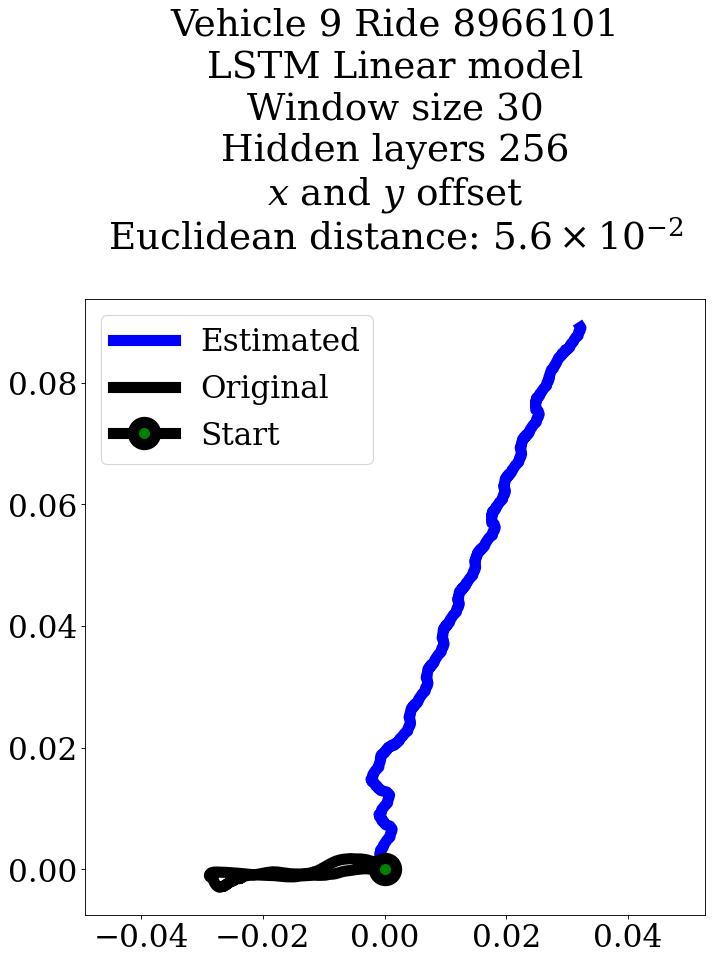 Vehicle 9 Ride 8966101
LSTM Linear model
Window size 30
Hidden layers 256
x and y offset
Euclidean distance: 5.6 × 10⁻²
Estimated
Original
Start
0.08
0.06
0.04
0.02
0.00
−0.04 −0.02 0.00 0.02 0.04